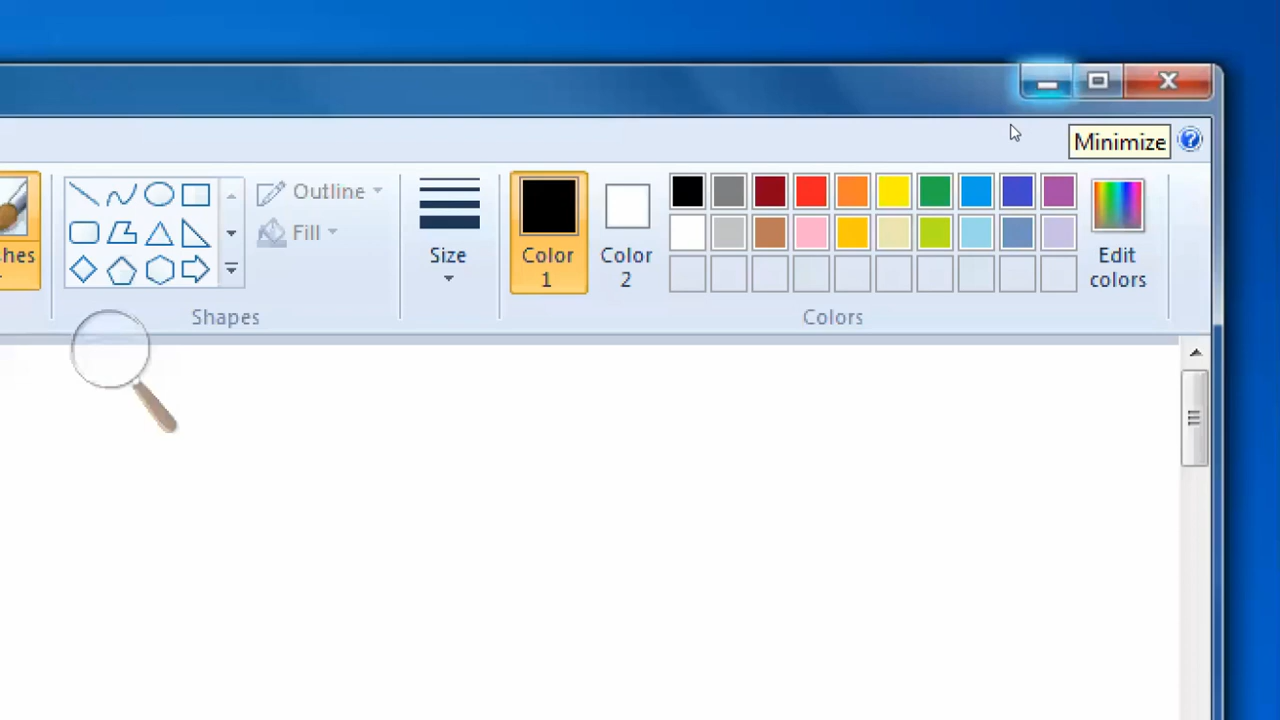 Minimize
Outline
Fill
hes
Size
Color
1
Color
2
Edit
colors
Shapes
Colors